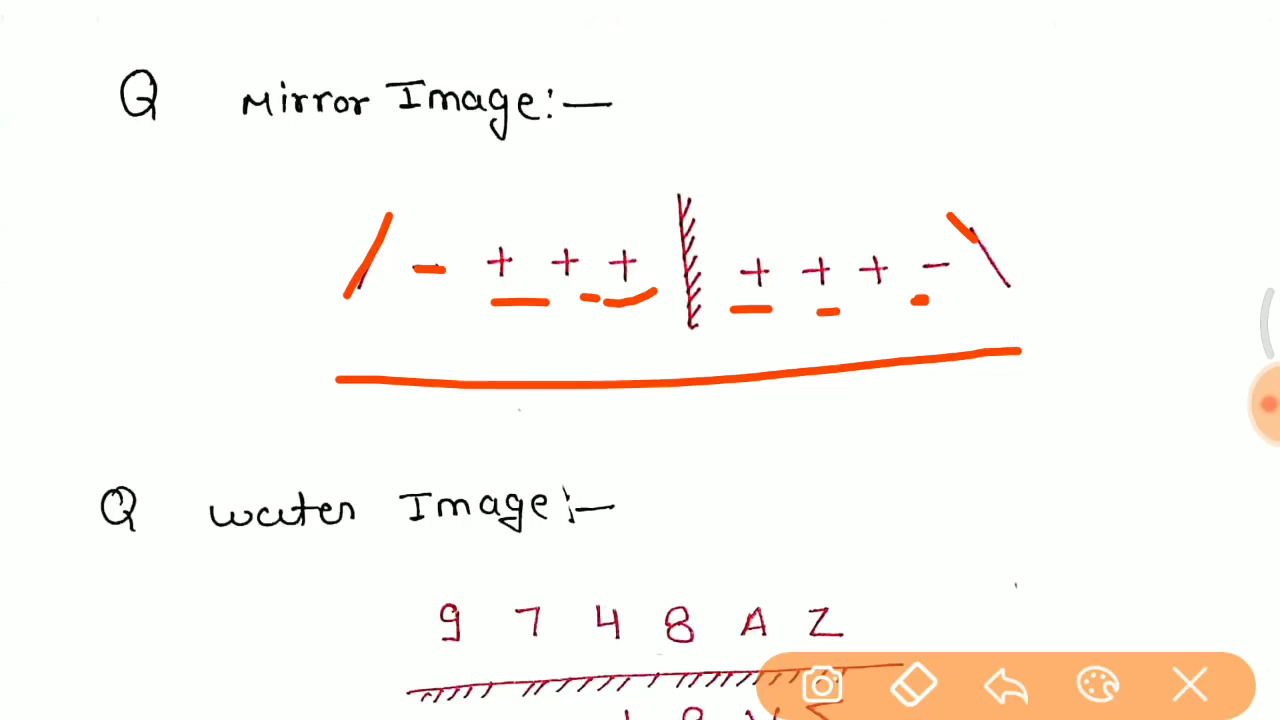 Q Mirror Image:—
/ - + + + + + + - \
Q water Image:—
9 7 4 8 A Z